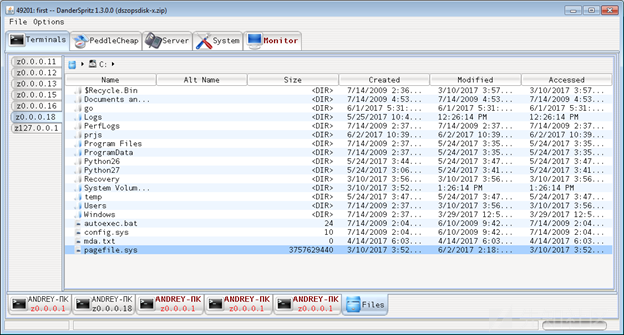 49201: first -- DanderSpritz 1.3.0.0 (dszopsdisk-x.zip)
File Options
Terminals PeddleCheap Server System Monitor
z0.0.0.11
z0.0.0.12
z0.0.0.13
z0.0.0.15
z0.0.0.16
z0.0.0.18
z127.0.0.1
C:
Name Alt Name Size Created Modified Accessed
$Recycle.Bin <DIR> 7/14/2009 2:36... 3/10/2017 3:57... 3/10/2017 3:57...
Documents an... <DIR> 7/14/2009 4:53... 7/14/2009 4:53... 7/14/2009 4:53...
go <DIR> 6/1/2017 5:31:... 6/1/2017 5:31:... 6/1/2017 5:31:...
Logs <DIR> 5/25/2017 10:4... 12:26:14 PM 12:26:14 PM
PerfLogs <DIR> 7/14/2009 2:37... 7/14/2009 2:37... 7/14/2009 2:37...
prjs <DIR> 6/2/2017 10:39... 6/2/2017 10:39... 6/2/2017 10:39...
Program Files <DIR> 7/14/2009 2:37... 5/24/2017 3:35... 5/24/2017 3:35...
ProgramData <DIR> 7/14/2009 2:37... 5/24/2017 3:35... 5/24/2017 3:35...
Python26 <DIR> 5/24/2017 3:44... 5/24/2017 3:47... 5/24/2017 3:47...
Python27 <DIR> 5/24/2017 3:06... 5/24/2017 3:41... 5/24/2017 3:41...
Recovery <DIR> 3/10/2017 3:56... 3/10/2017 3:56... 3/10/2017 3:56...
System Volum... <DIR> 3/10/2017 3:52... 1:26:14 PM 1:26:14 PM
temp <DIR> 5/24/2017 3:47... 5/24/2017 3:47... 5/24/2017 3:47...
Users <DIR> 7/14/2009 2:37... 3/10/2017 3:56... 3/10/2017 3:56...
Windows <DIR> 7/14/2009 2:37... 3/29/2017 12:5... 3/29/2017 12:5...
autoexec.bat 24 7/14/2009 2:04... 6/10/2009 9:42... 7/14/2009 2:04...
config.sys 10 7/14/2009 2:04... 6/10/2009 9:42... 7/14/2009 2:04...
mda.txt 0 4/14/2017 6:03... 4/14/2017 6:03... 4/14/2017 6:03...
pagefile.sys 3757629440 3/10/2017 3:52... 6/2/2017 2:18:... 3/10/2017 3:52...
ANDREY-ПК ANDREY-ПК ANDREY-ПК ANDREY-ПК ANDREY-ПК Files
z0.0.0.1 z0.0.0.18 z0.0.0.1 z0.0.0.1 z0.0.0.1